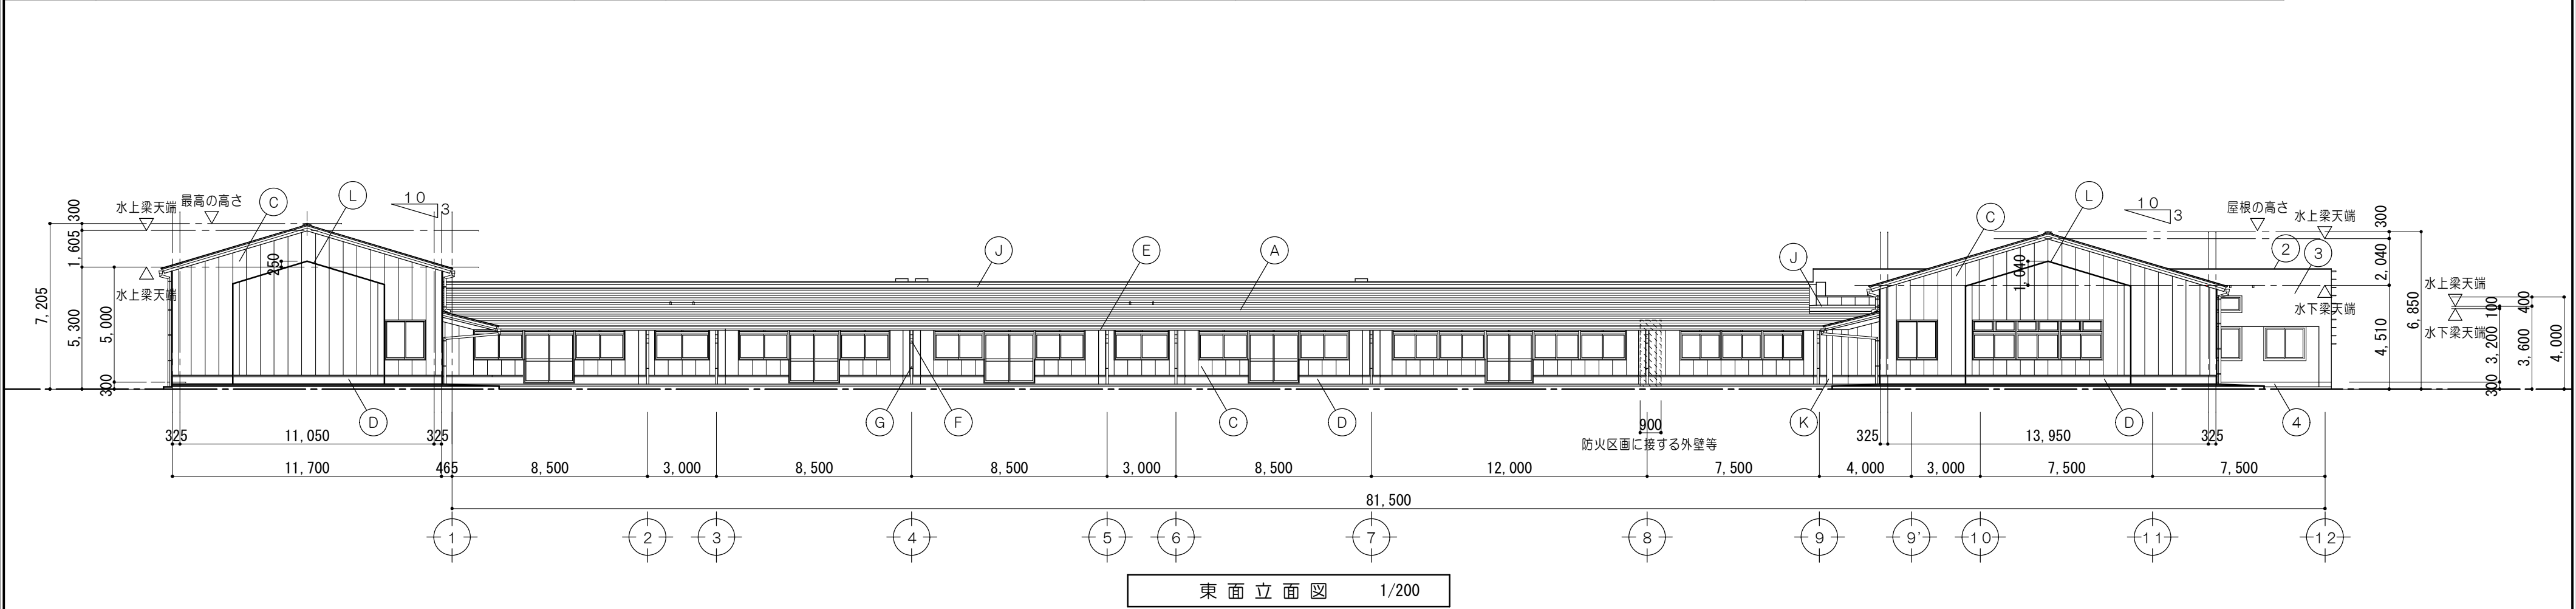 水上梁天端
最高の高さ
C
L
10
3
水上梁天端
300
1,605
5,300
7,205
5,000
300
250
J
E
A
J
C
L
10
3
屋根の高さ
水上梁天端
2
3
1,040
水下梁天端
300
2,040
4,510
6,850
水上梁天端
水下梁天端
100
400
3,200
3,600
300
4,000
D
G
F
C
D
K
D
4
900
防火区画に接する外壁等
325
11,050
325
325
13,950
325
11,700
465
8,500
3,000
8,500
8,500
3,000
8,500
12,000
7,500
4,000
3,000
7,500
7,500
81,500
1
2
3
4
5
6
7
8
9
9'
10
11
12
東面立面図 1/200